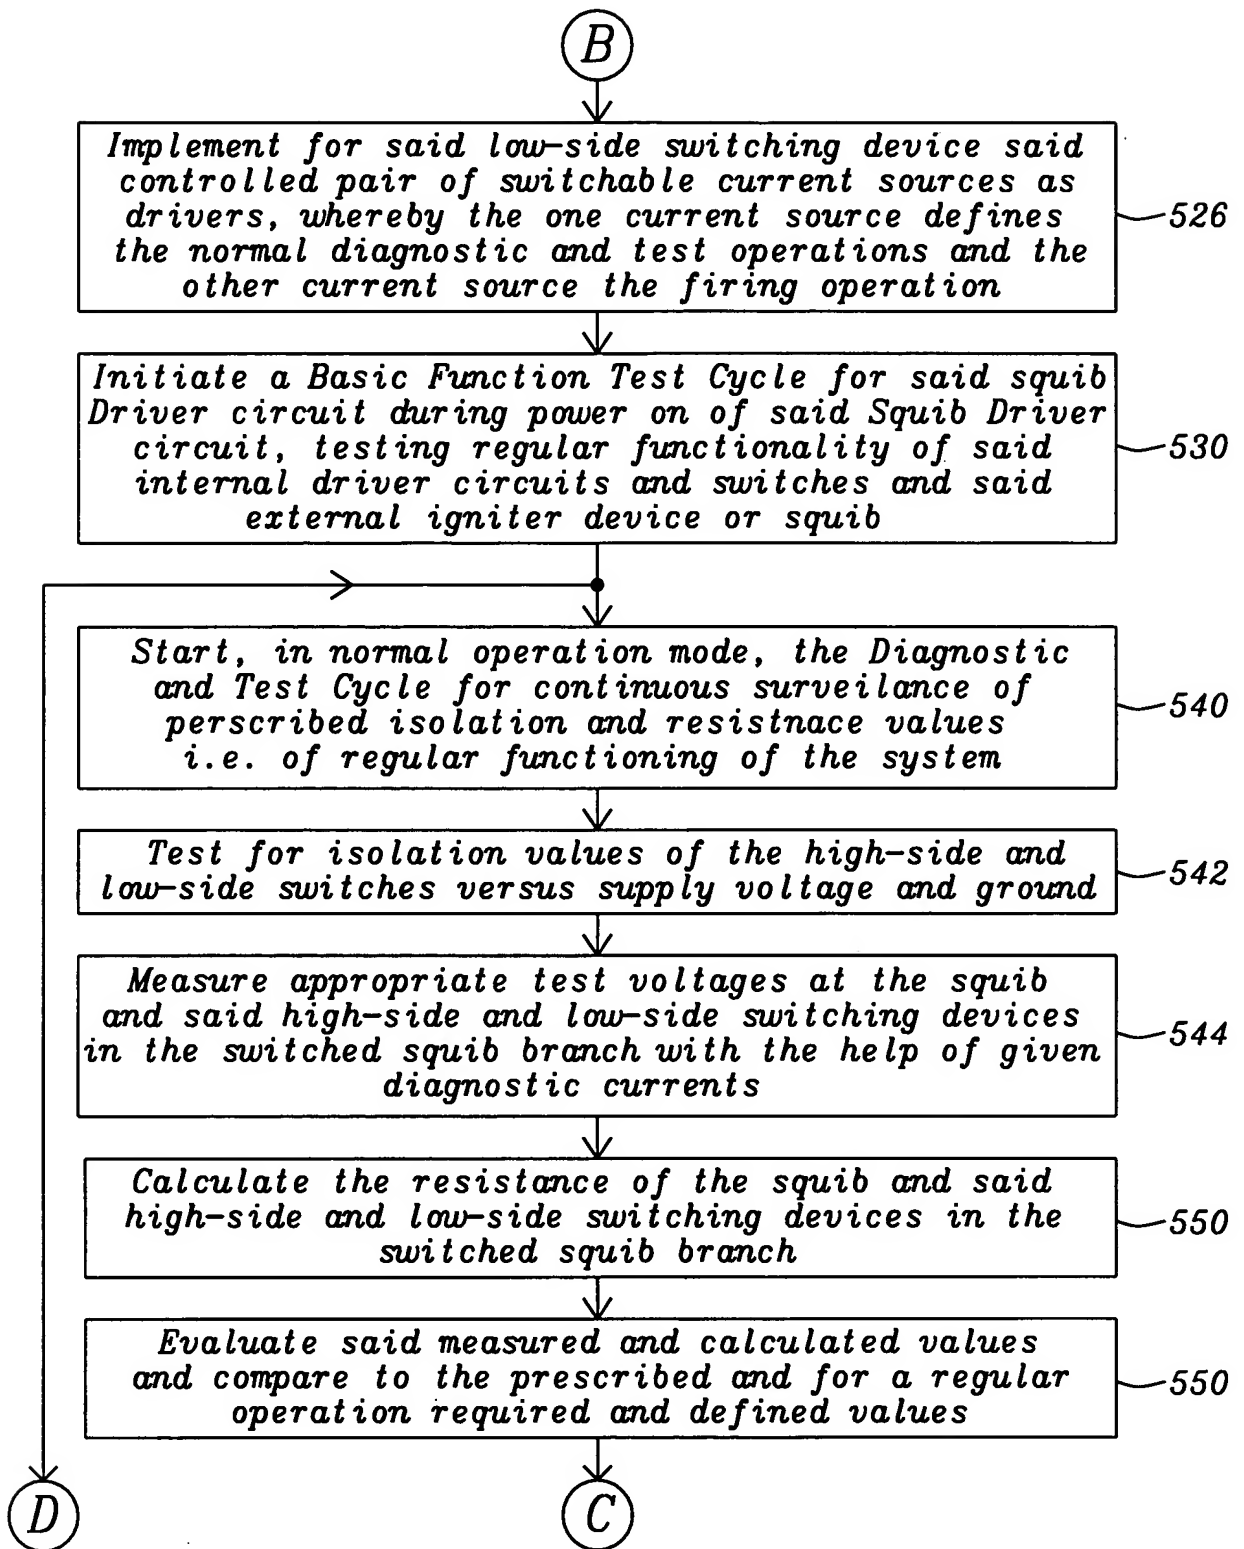 B
Implement for said low-side switching device said
controlled pair of switchable current sources as
drivers, whereby the one current source defines
the normal diagnostic and test operations and the
other current source the firing operation
526
Initiate a Basic Function Test Cycle for said squib
Driver circuit during power on of said Squib Driver
circuit, testing regular functionality of said
internal driver circuits and switches and said
external igniter device or squib
530
Start, in normal operation mode, the Diagnostic
and Test Cycle for continuous surveilance of
perscribed isolation and resistnace values
i.e. of regular functioning of the system
540
Test for isolation values of the high-side and
low-side switches versus supply voltage and ground
542
Measure appropriate test voltages at the squib
and said high-side and low-side switching devices
in the switched squib branch with the help of given
diagnostic currents
544
Calculate the resistance of the squib and said
high-side and low-side switching devices in the
switched squib branch
550
Evaluate said measured and calculated values
and compare to the prescribed and for a regular
operation required and defined values
550
D
C